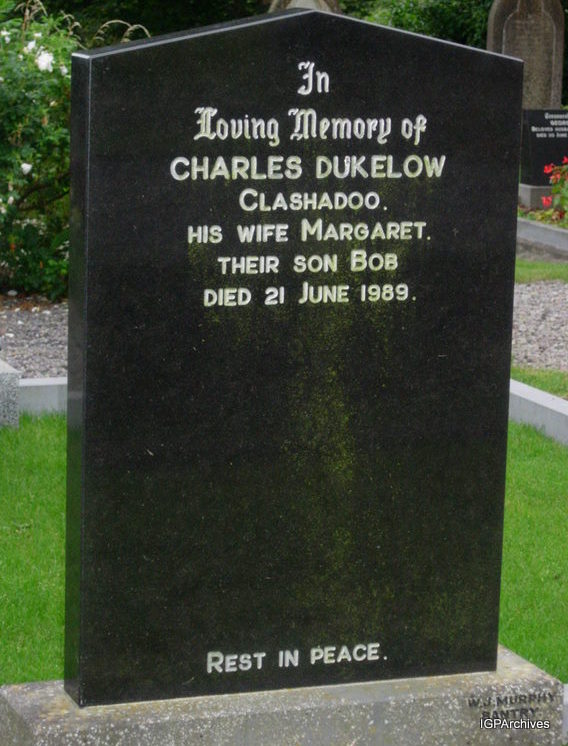 In
Loving Memory of
CHARLES DUKELOW
CLASHADOO.
HIS WIFE MARGARET.
THEIR SON BOB
DIED 21 JUNE 1989.
REST IN PEACE.
W.J. MURPHY
BANTRY
IGPArchives